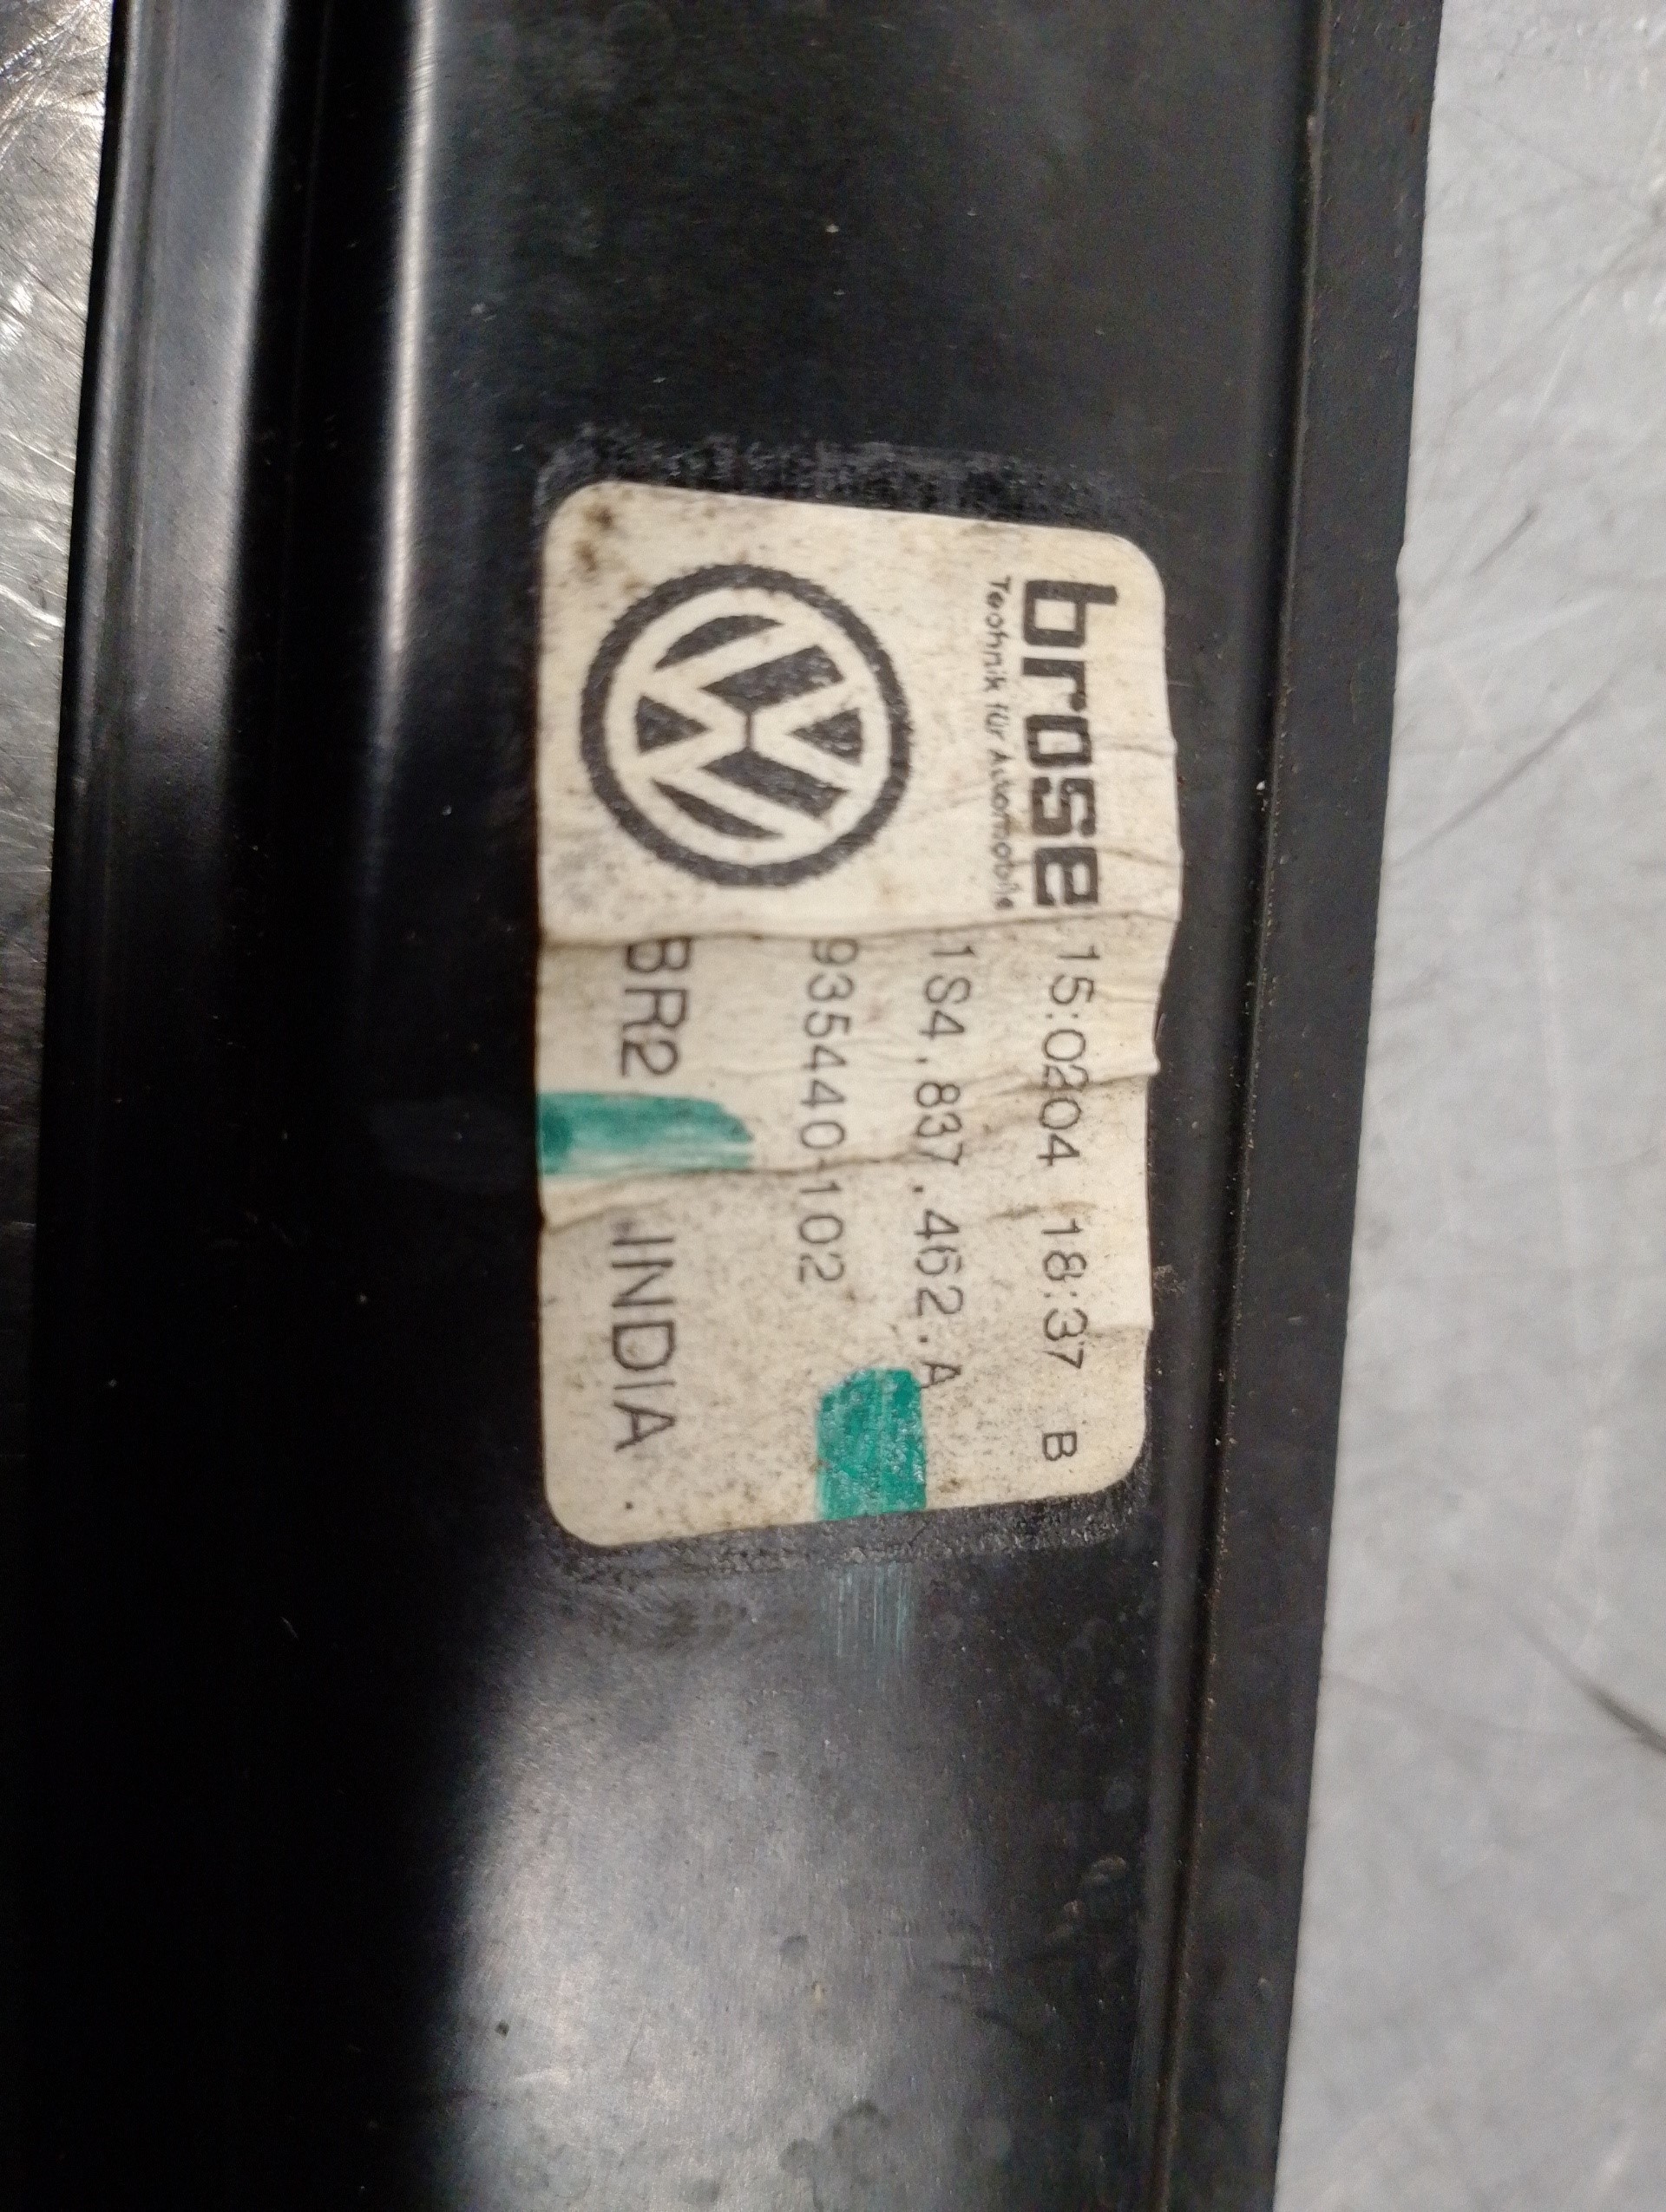 brose
Technik für Automobile
15:0204 18:37 B
1S4.837.462.A
935440-102
BR2 INDIA